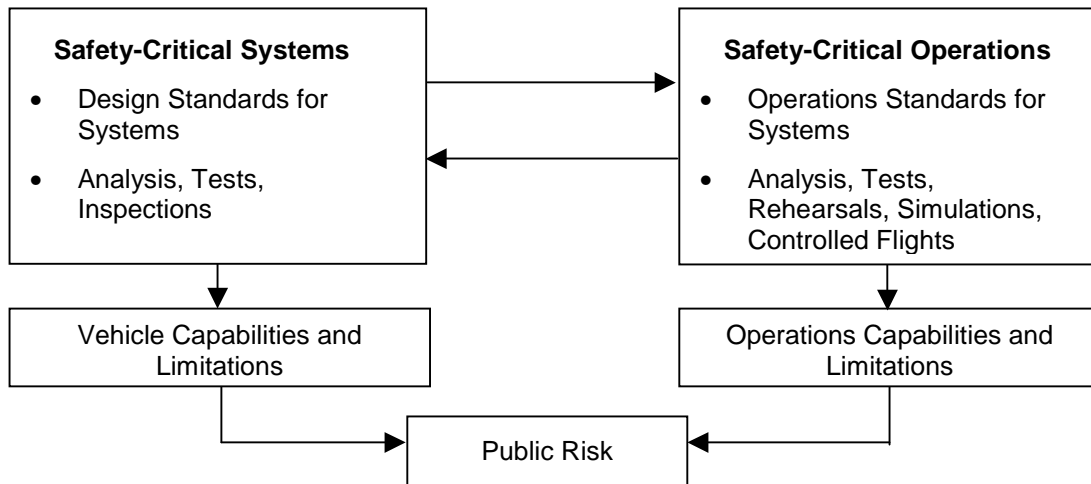 Safety-Critical Systems
• Design Standards for
Systems
• Analysis, Tests,
Inspections
Safety-Critical Operations
• Operations Standards for
Systems
• Analysis, Tests,
Rehearsals, Simulations,
Controlled Flights
Vehicle Capabilities and
Limitations
Operations Capabilities and
Limitations
Public Risk